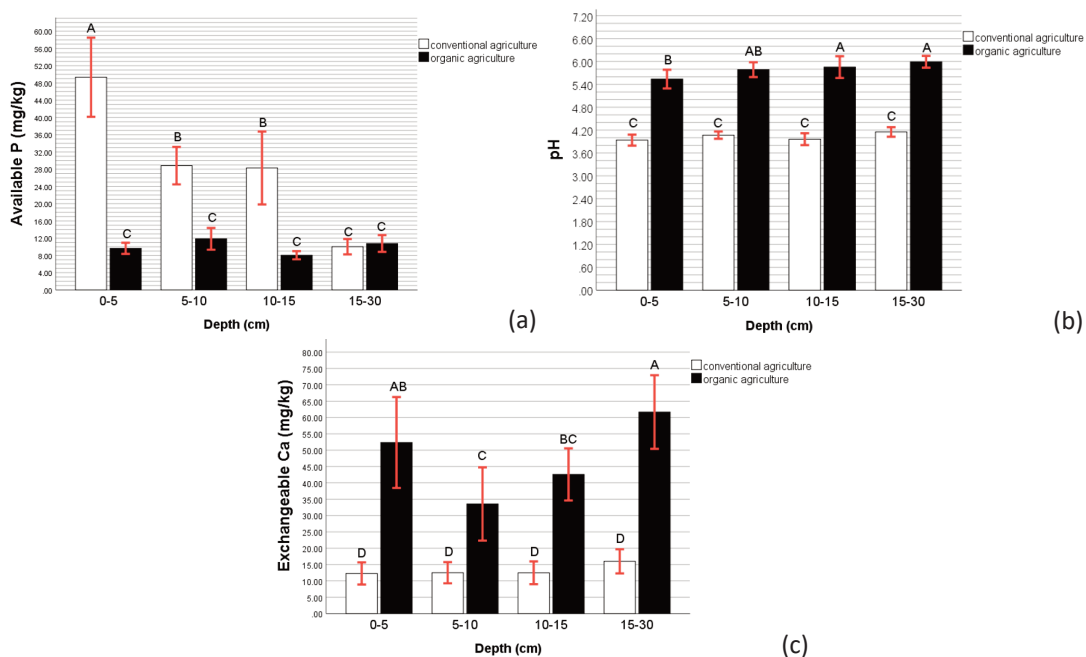 Available P (mg/kg)
60.00
56.00
52.00
48.00
44.00
40.00
36.00
32.00
28.00
24.00
20.00
16.00
12.00
8.00
4.00
.00
A
C
B
C
B
C
C
C
0-5
5-10
10-15
15-30
Depth (cm)
conventional agriculture
organic agriculture
(a)
pH
7.20
6.60
6.00
5.40
4.80
4.20
3.60
3.00
2.40
1.80
1.20
.60
.00
C
B
C
AB
C
A
C
A
0-5
5-10
10-15
15-30
Depth (cm)
conventional agriculture
organic agriculture
(b)
Exchangeable Ca (mg/kg)
80.00
75.00
70.00
65.00
60.00
55.00
50.00
45.00
40.00
35.00
30.00
25.00
20.00
15.00
10.00
5.00
.00
D
AB
D
C
D
BC
D
A
0-5
5-10
10-15
15-30
Depth (cm)
conventional agriculture
organic agriculture
(c)